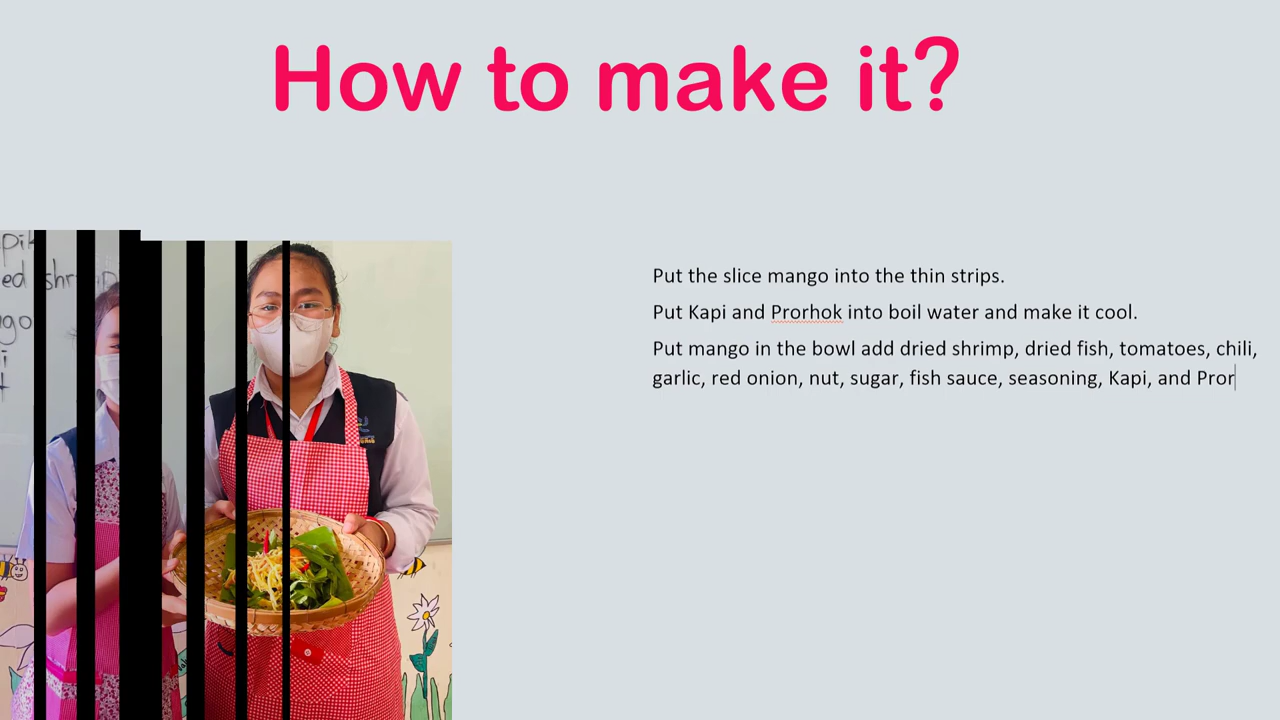 How to make it?
Put the slice mango into the thin strips.
Put Kapi and Prorhok into boil water and make it cool.
Put mango in the bowl add dried shrimp, dried fish, tomatoes, chili,
garlic, red onion, nut, sugar, fish sauce, seasoning, Kapi, and Pror